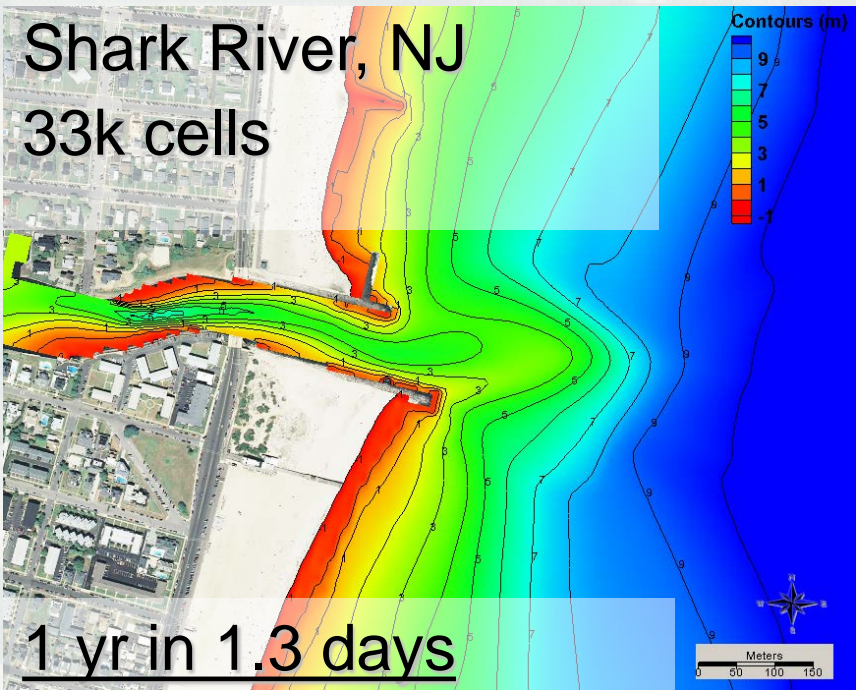 Shark River, NJ
33k cells
Contours (m)
9
7
5
3
1
-1
1 yr in 1.3 days
N
W
E
S
Meters
0 50 100 150